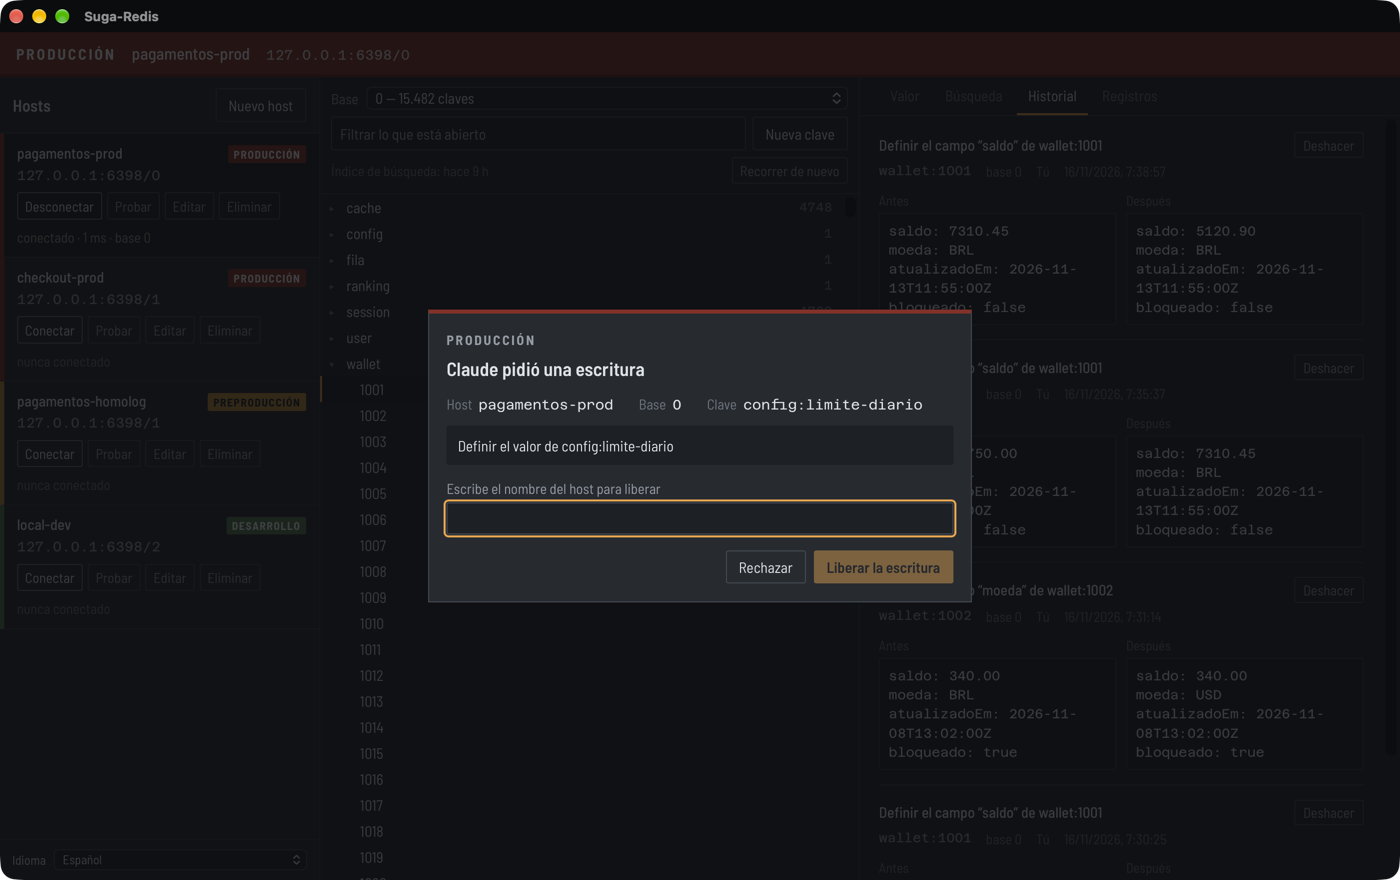 Suga-Redis
PRODUCCIÓN pagamentos-prod 127.0.0.1:6398/0
Hosts
Nuevo host
pagamentos-prod PRODUCCIÓN
127.0.0.1:6398/0
Desconectar Probar Editar Eliminar
conectado · 1 ms · base 0
checkout-prod PRODUCCIÓN
127.0.0.1:6398/1
Conectar Probar Editar Eliminar
nunca conectado
pagamentos-homolog PREPRODUCCIÓN
127.0.0.1:6398/1
Conectar Probar Editar Eliminar
nunca conectado
local-dev DESARROLLO
127.0.0.1:6398/2
Conectar Probar Editar Eliminar
nunca conectado
Idioma Español
Base 0 — 15.482 claves
Filtrar lo que está abierto Nueva clave
Índice de búsqueda: hace 9 h Recorrer de nuevo
cache 4748
config 1
fila 1
ranking 1
session
user
wallet
1001
1002
1003
1004
1005
1006
1007
1008
1009
1010
1011
1012
1013
1014
1015
1016
1017
1018
1019
PRODUCCIÓN
Claude pidió una escritura
Host pagamentos-prod Base 0 Clave config:limite-diario
Definir el valor de config:limite-diario
Escribe el nombre del host para liberar
Rechazar Liberar la escritura
Valor Búsqueda Historial Registros
Definir el campo “saldo” de wallet:1001 Deshacer
wallet:1001 base 0 Tú 16/11/2026, 7:38:57
Antes
saldo: 7310.45
moeda: BRL
atualizadoEm: 2026-11-
13T11:55:00Z
bloqueado: false
Después
saldo: 5120.90
moeda: BRL
atualizadoEm: 2026-11-
13T11:55:00Z
bloqueado: false
“saldo” de wallet:1001 Deshacer
base 0 Tú 16/11/2026, 7:35:37
50.00
BRL
Em: 2026-11-
00Z
false
Después
saldo: 7310.45
moeda: BRL
atualizadoEm: 2026-11-
13T11:55:00Z
bloqueado: false
“moeda” de wallet:1002 Deshacer
wallet:1002 base 0 Tú 16/11/2026, 7:31:14
Antes
saldo: 340.00
moeda: BRL
atualizadoEm: 2026-11-
08T13:02:00Z
bloqueado: true
Después
saldo: 340.00
moeda: USD
atualizadoEm: 2026-11-
08T13:02:00Z
bloqueado: true
Definir el campo “saldo” de wallet:1001 Deshacer
wallet:1001 base 0 Tú 16/11/2026, 7:30:25
Antes
Después